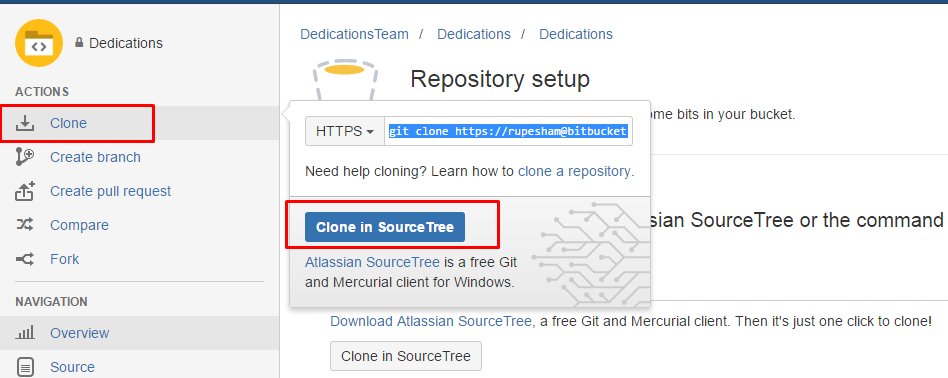 Dedications
ACTIONS
Clone
Create branch
Create pull request
Compare
Fork
NAVIGATION
Overview
Source
DedicationsTeam / Dedications / Dedications
Repository setup
ome bits in your bucket.
HTTPS
git clone https://rupesham@bitbucket
Need help cloning? Learn how to clone a repository.
Clone in SourceTree
Atlassian SourceTree is a free Git
and Mercurial client for Windows.
ssian SourceTree or the command
Download Atlassian SourceTree, a free Git and Mercurial client. Then it's just one click to clone!
Clone in SourceTree